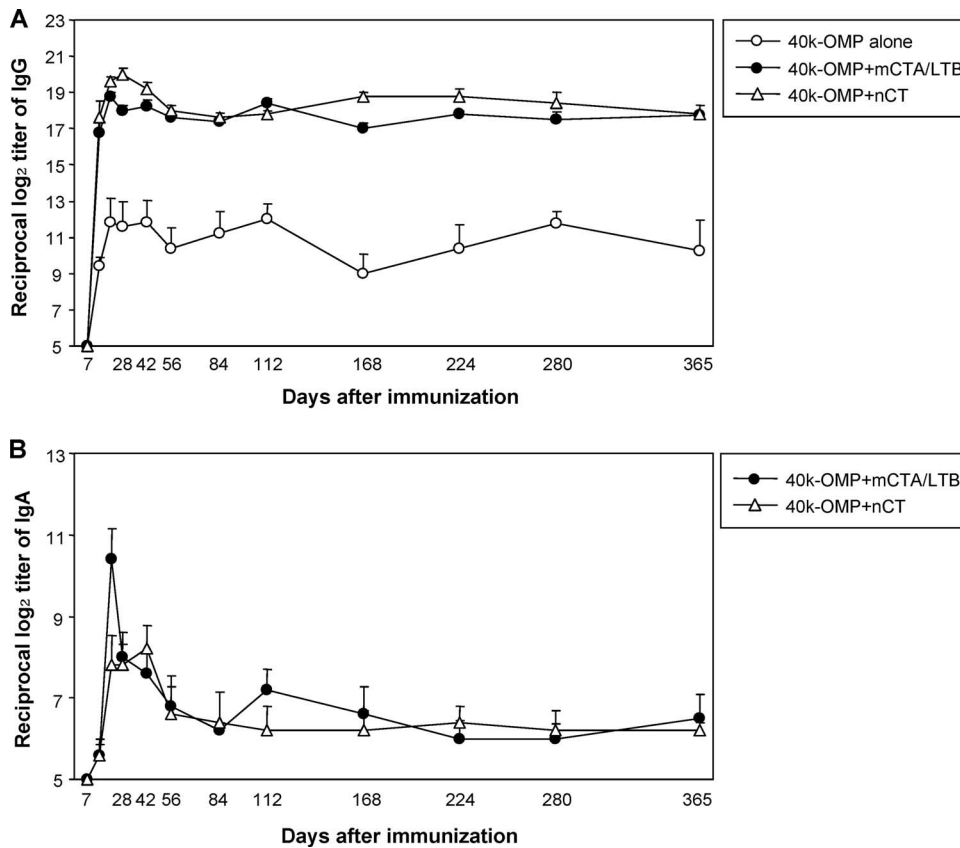 A
23
21
19
17
15
13
11
9
7
5
Reciprocal log₂ titer of IgG
7 28 42 56 84 112 168 224 280 365
Days after immunization
40k-OMP alone
40k-OMP+mCTA/LTB
40k-OMP+nCT
B
13
11
9
7
5
Reciprocal log₂ titer of IgA
7 28 42 56 84 112 168 224 280 365
Days after immunization
40k-OMP+mCTA/LTB
40k-OMP+nCT